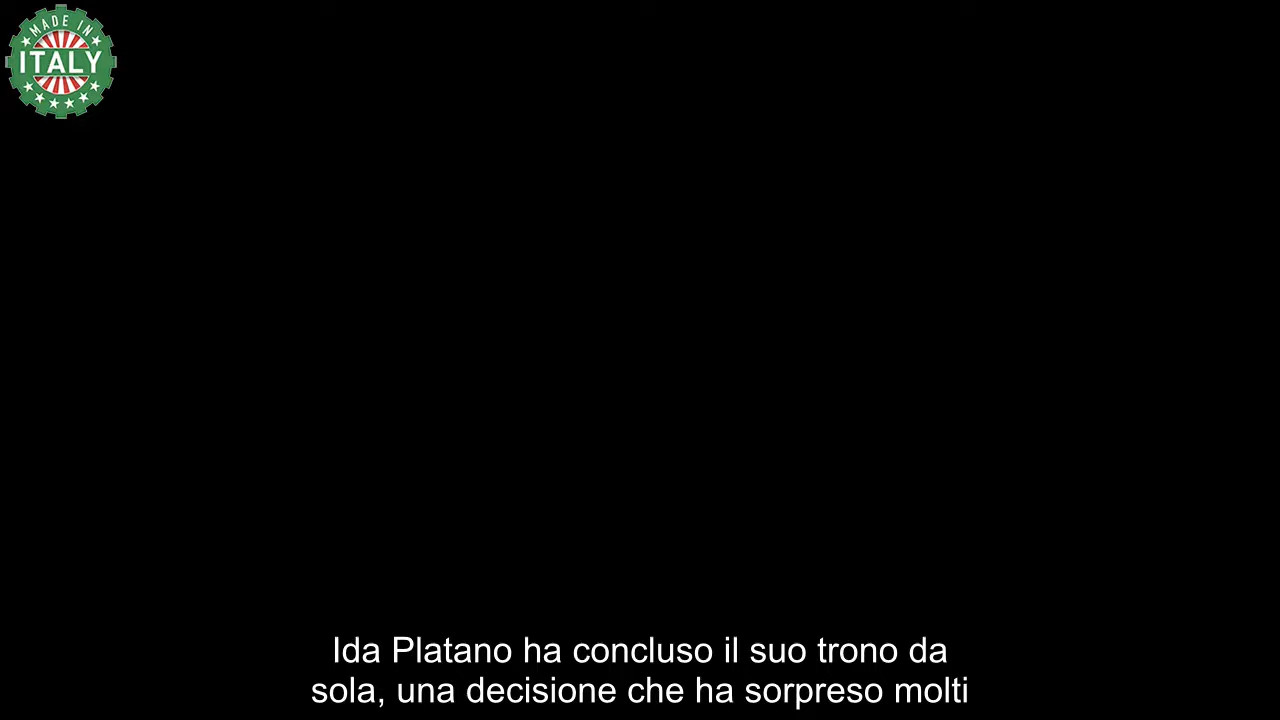 MADE IN
ITALY
Ida Platano ha concluso il suo trono da
sola, una decisione che ha sorpreso molti